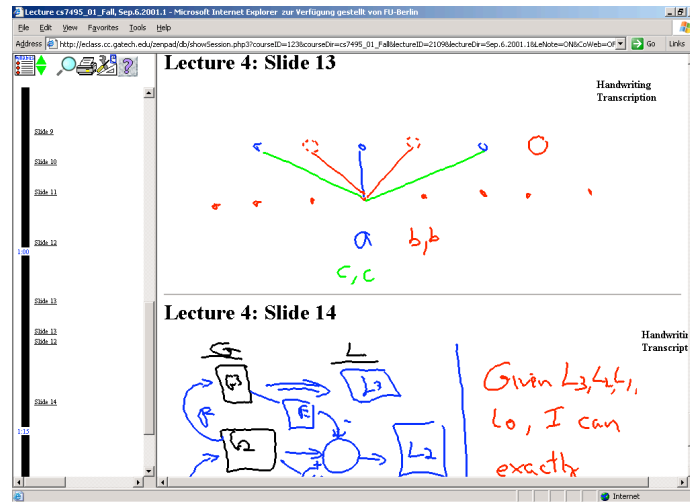 Lecture cs7495_01_Fall, Sep.6.2001.1 - Microsoft Internet Explorer zur Verfügung gestellt von FU-Berlin
File Edit View Favorites Tools Help
Address http://eclass.cc.gatech.edu/zenpad/db/showSession.php3?courseID=123&courseDir=cs7495_01_Fall&lectureID=2109&lectureDir=Sep.6.2001.1&LeNote=ON&CoWeb=OF Go Links
Lecture 4: Slide 13
Handwriting
Transcription
Slide 9
Slide 10
Slide 11
Slide 12
1:00
a b,b
c,c
Slide 13
Slide 13
Slide 12
Slide 14
1:15
Lecture 4: Slide 14
Handwritin
Transcript
G L
L3
E
L2
Given L3,L2,L1,
Lo, I can
exactly
Internet